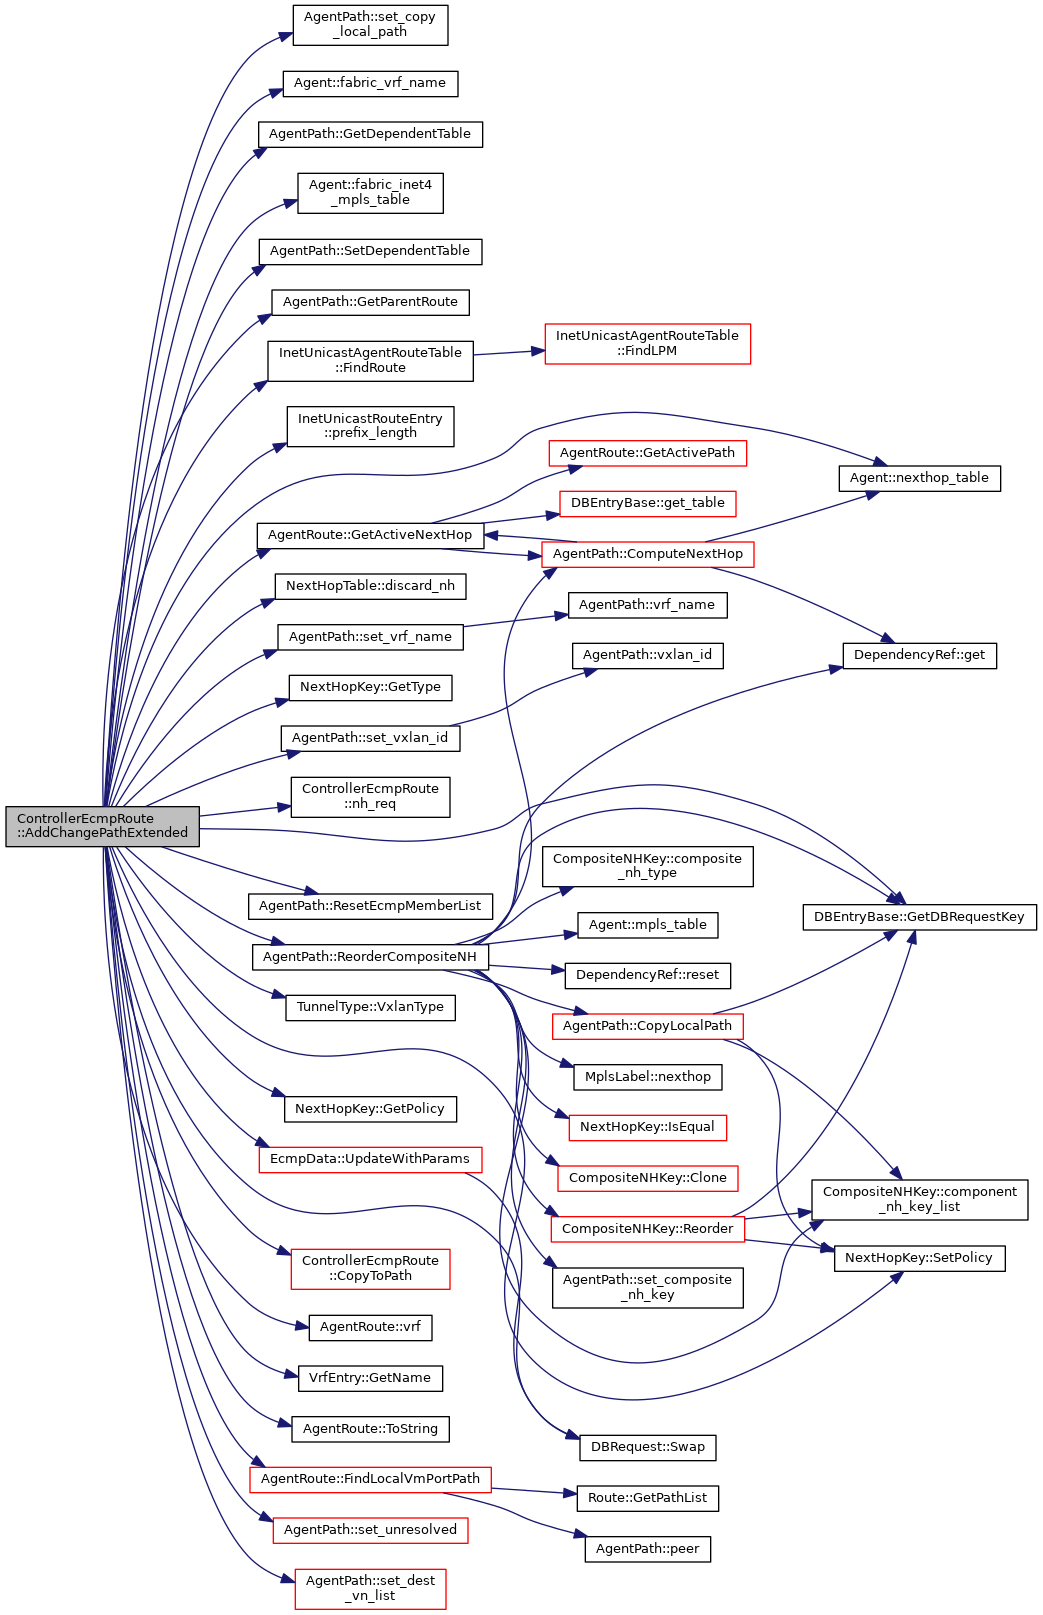 AgentPath::set_copy
_local_path
Agent::fabric_vrf_name
AgentPath::GetDependentTable
Agent::fabric_inet4
_mpls_table
AgentPath::SetDependentTable
AgentPath::GetParentRoute
InetUnicastAgentRouteTable
::FindRoute
InetUnicastAgentRouteTable
::FindLPM
InetUnicastRouteEntry
::prefix_length
AgentRoute::GetActivePath
Agent::nexthop_table
DBEntryBase::get_table
AgentRoute::GetActiveNextHop
AgentPath::ComputeNextHop
NextHopTable::discard_nh
AgentPath::vrf_name
AgentPath::set_vrf_name
AgentPath::vxlan_id
DependencyRef::get
NextHopKey::GetType
AgentPath::set_vxlan_id
ControllerEcmpRoute
::nh_req
ControllerEcmpRoute
::AddChangePathExtended
CompositeNHKey::composite
_nh_type
AgentPath::ResetEcmpMemberList
DBEntryBase::GetDBRequestKey
Agent::mpls_table
AgentPath::ReorderCompositeNH
DependencyRef::reset
TunnelType::VxlanType
AgentPath::CopyLocalPath
MplsLabel::nexthop
NextHopKey::GetPolicy
NextHopKey::IsEqual
EcmpData::UpdateWithParams
CompositeNHKey::Clone
CompositeNHKey::component
_nh_key_list
CompositeNHKey::Reorder
NextHopKey::SetPolicy
ControllerEcmpRoute
::CopyToPath
AgentPath::set_composite
_nh_key
AgentRoute::vrf
VrfEntry::GetName
AgentRoute::ToString
DBRequest::Swap
AgentRoute::FindLocalVmPortPath
Route::GetPathList
AgentPath::set_unresolved
AgentPath::peer
AgentPath::set_dest
_vn_list